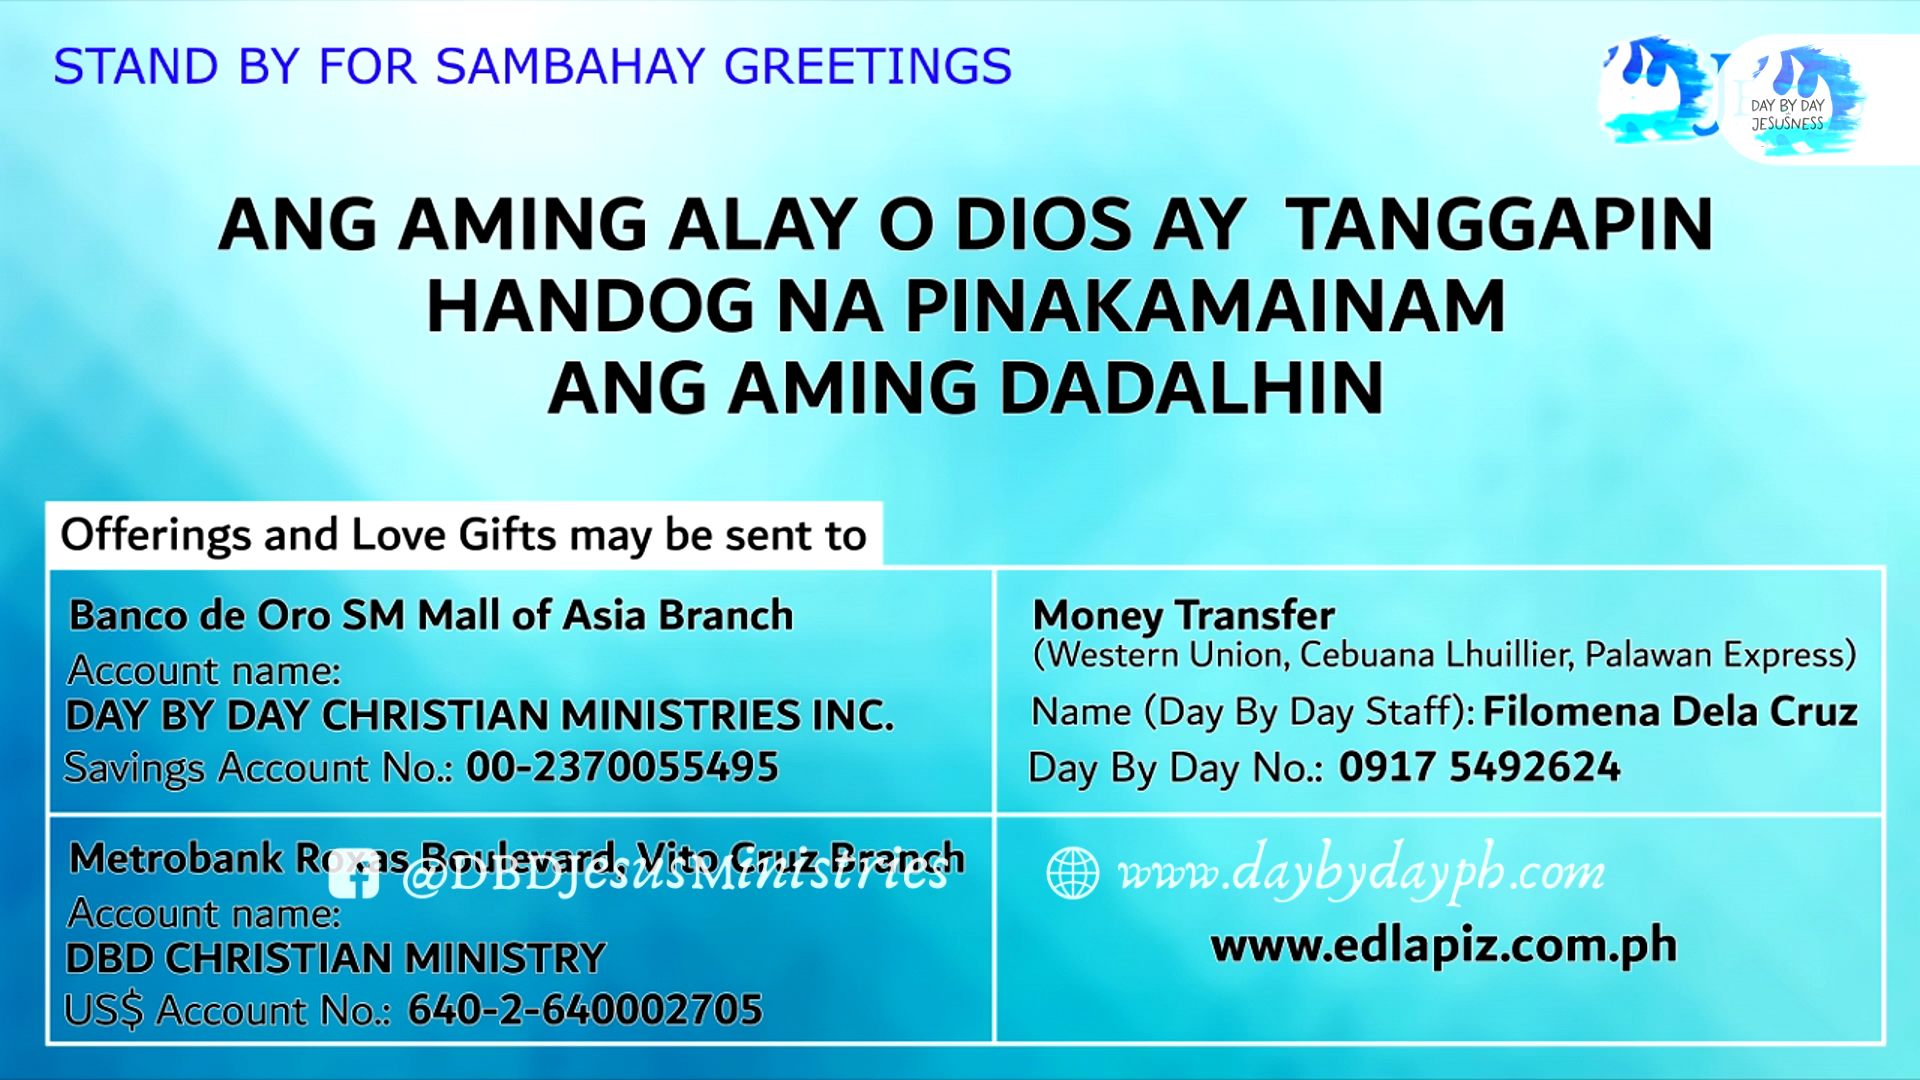 STAND BY FOR SAMBAHAY GREETINGS
DAY BY DAY
JESUSNESS
ANG AMING ALAY O DIOS AY TANGGAPIN
HANDOG NA PINAKAMAINAM
ANG AMING DADALHIN
Offerings and Love Gifts may be sent to
Banco de Oro SM Mall of Asia Branch
Account name:
DAY BY DAY CHRISTIAN MINISTRIES INC.
Savings Account No.: 00-2370055495
Money Transfer
(Western Union, Cebuana Lhuillier, Palawan Express)
Name (Day By Day Staff): Filomena Dela Cruz
Day By Day No.: 0917 5492624
Metrobank Roxas Boulevard, Vito Cruz Branch
@DBDJesusMinistries
Account name:
DBD CHRISTIAN MINISTRY
US$ Account No.: 640-2-640002705
www.daybydayph.com
www.edlapiz.com.ph